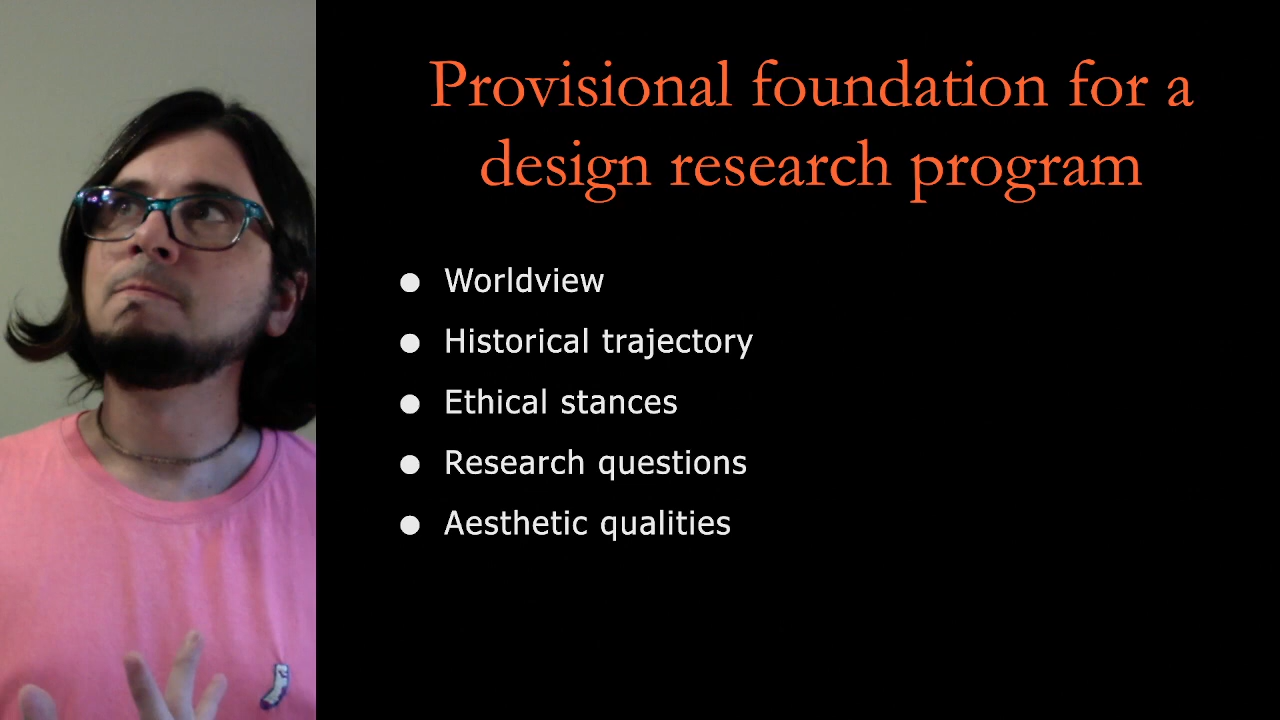 Provisional foundation for a
design research program
● Worldview
● Historical trajectory
● Ethical stances
● Research questions
● Aesthetic qualities